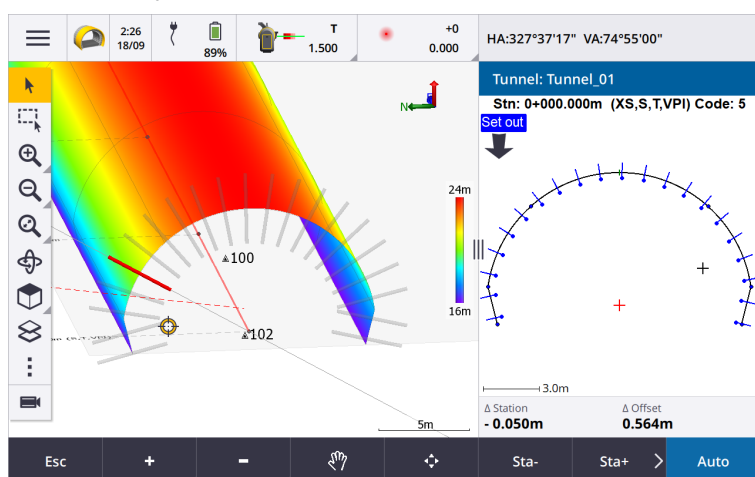 2:26
18/09
89%
T
1.500
+0
0.000
HA:327°37'17" VA:74°55'00"
Tunnel: Tunnel_01
Stn: 0+000.000m (XS,S,T,VPI) Code: 5
Set out
N
24m
16m
100
102
5m
3.0m
Δ Station
Δ Offset
- 0.050m
0.564m
Esc
+
-
Sta-
Sta+
Auto